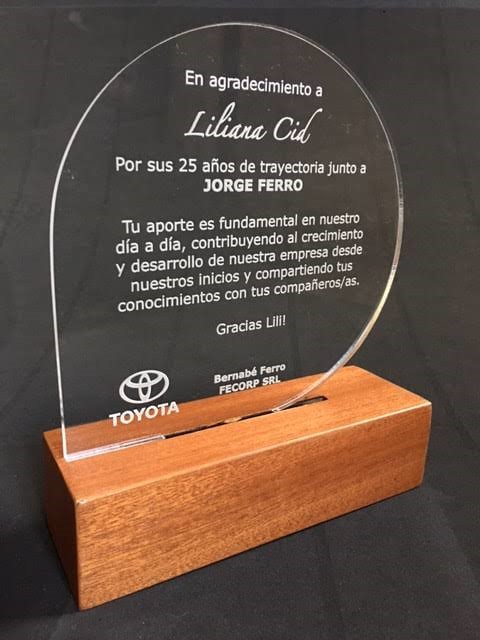 En agradecimiento a
Liliana Cid
Por sus 25 años de trayectoria junto a
JORGE FERRO
Tu aporte es fundamental en nuestro
día a día, contribuyendo al crecimiento
y desarrollo de nuestra empresa desde
nuestros inicios y compartiendo tus
conocimientos con tus compañeros/as.
Gracias Lili!
Bernabé Ferro
FECORP SRL
TOYOTA